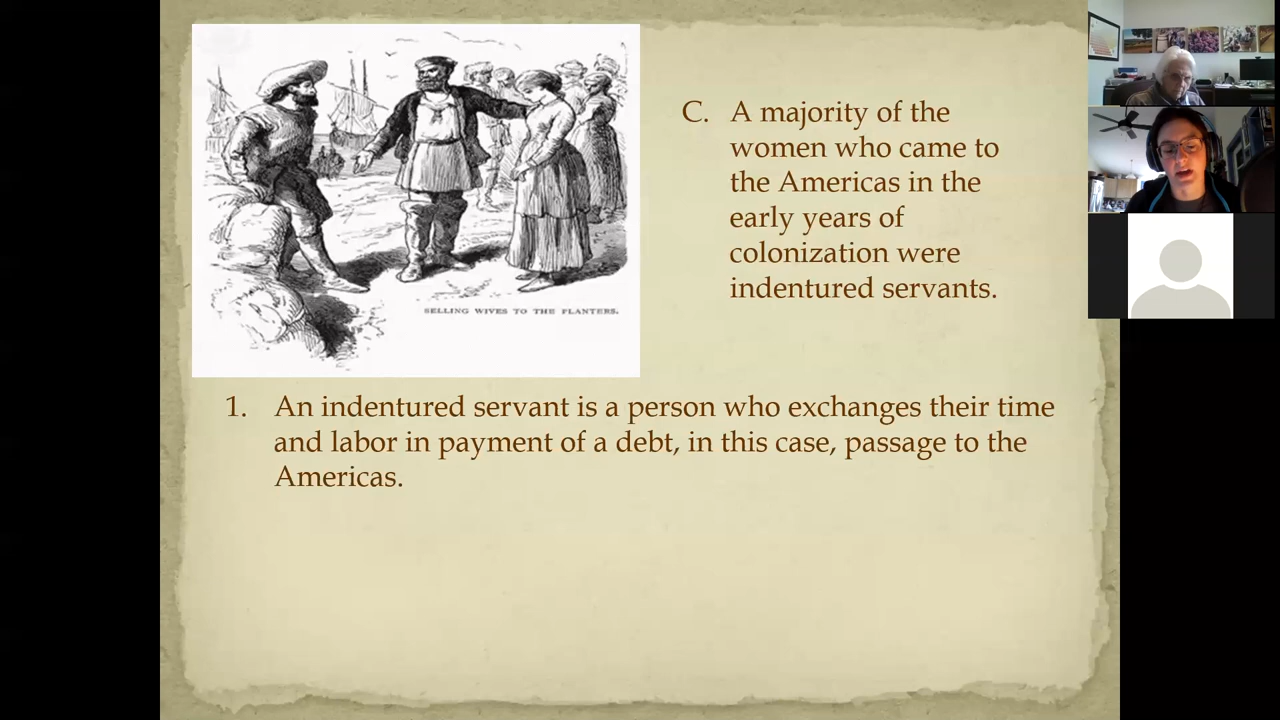 C. A majority of the
women who came to
the Americas in the
early years of
colonization were
indentured servants.
SELLING WIVES TO THE PLANTERS.
1. An indentured servant is a person who exchanges their time
and labor in payment of a debt, in this case, passage to the
Americas.